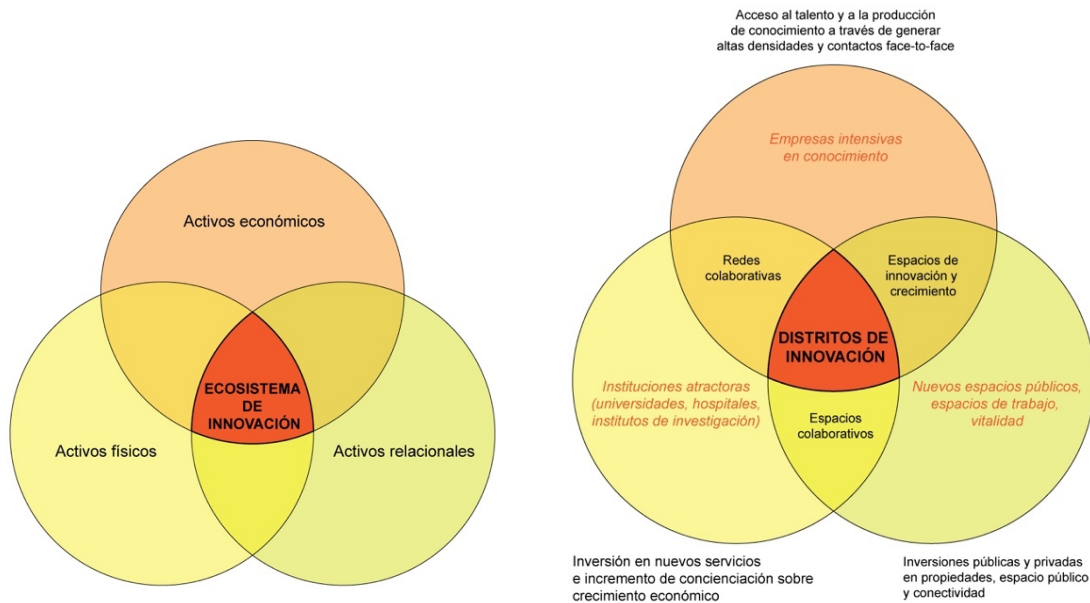 Activos económicos
ECOSISTEMA
DE
INNOVACIÓN
Activos físicos
Activos relacionales
Acceso al talento y a la producción
de conocimiento a través de generar
altas densidades y contactos face-to-face
Empresas intensivas
en conocimiento
Redes
colaborativas
Espacios de
innovación y
crecimiento
DISTRITOS DE
INNOVACIÓN
Instituciones atractoras
(universidades, hospitales,
institutos de investigación)
Espacios
colaborativos
Nuevos espacios públicos,
espacios de trabajo,
vitalidad
Inversión en nuevos servicios
e incremento de concienciación sobre
crecimiento económico
Inversiones públicas y privadas
en propiedades, espacio público
y conectividad